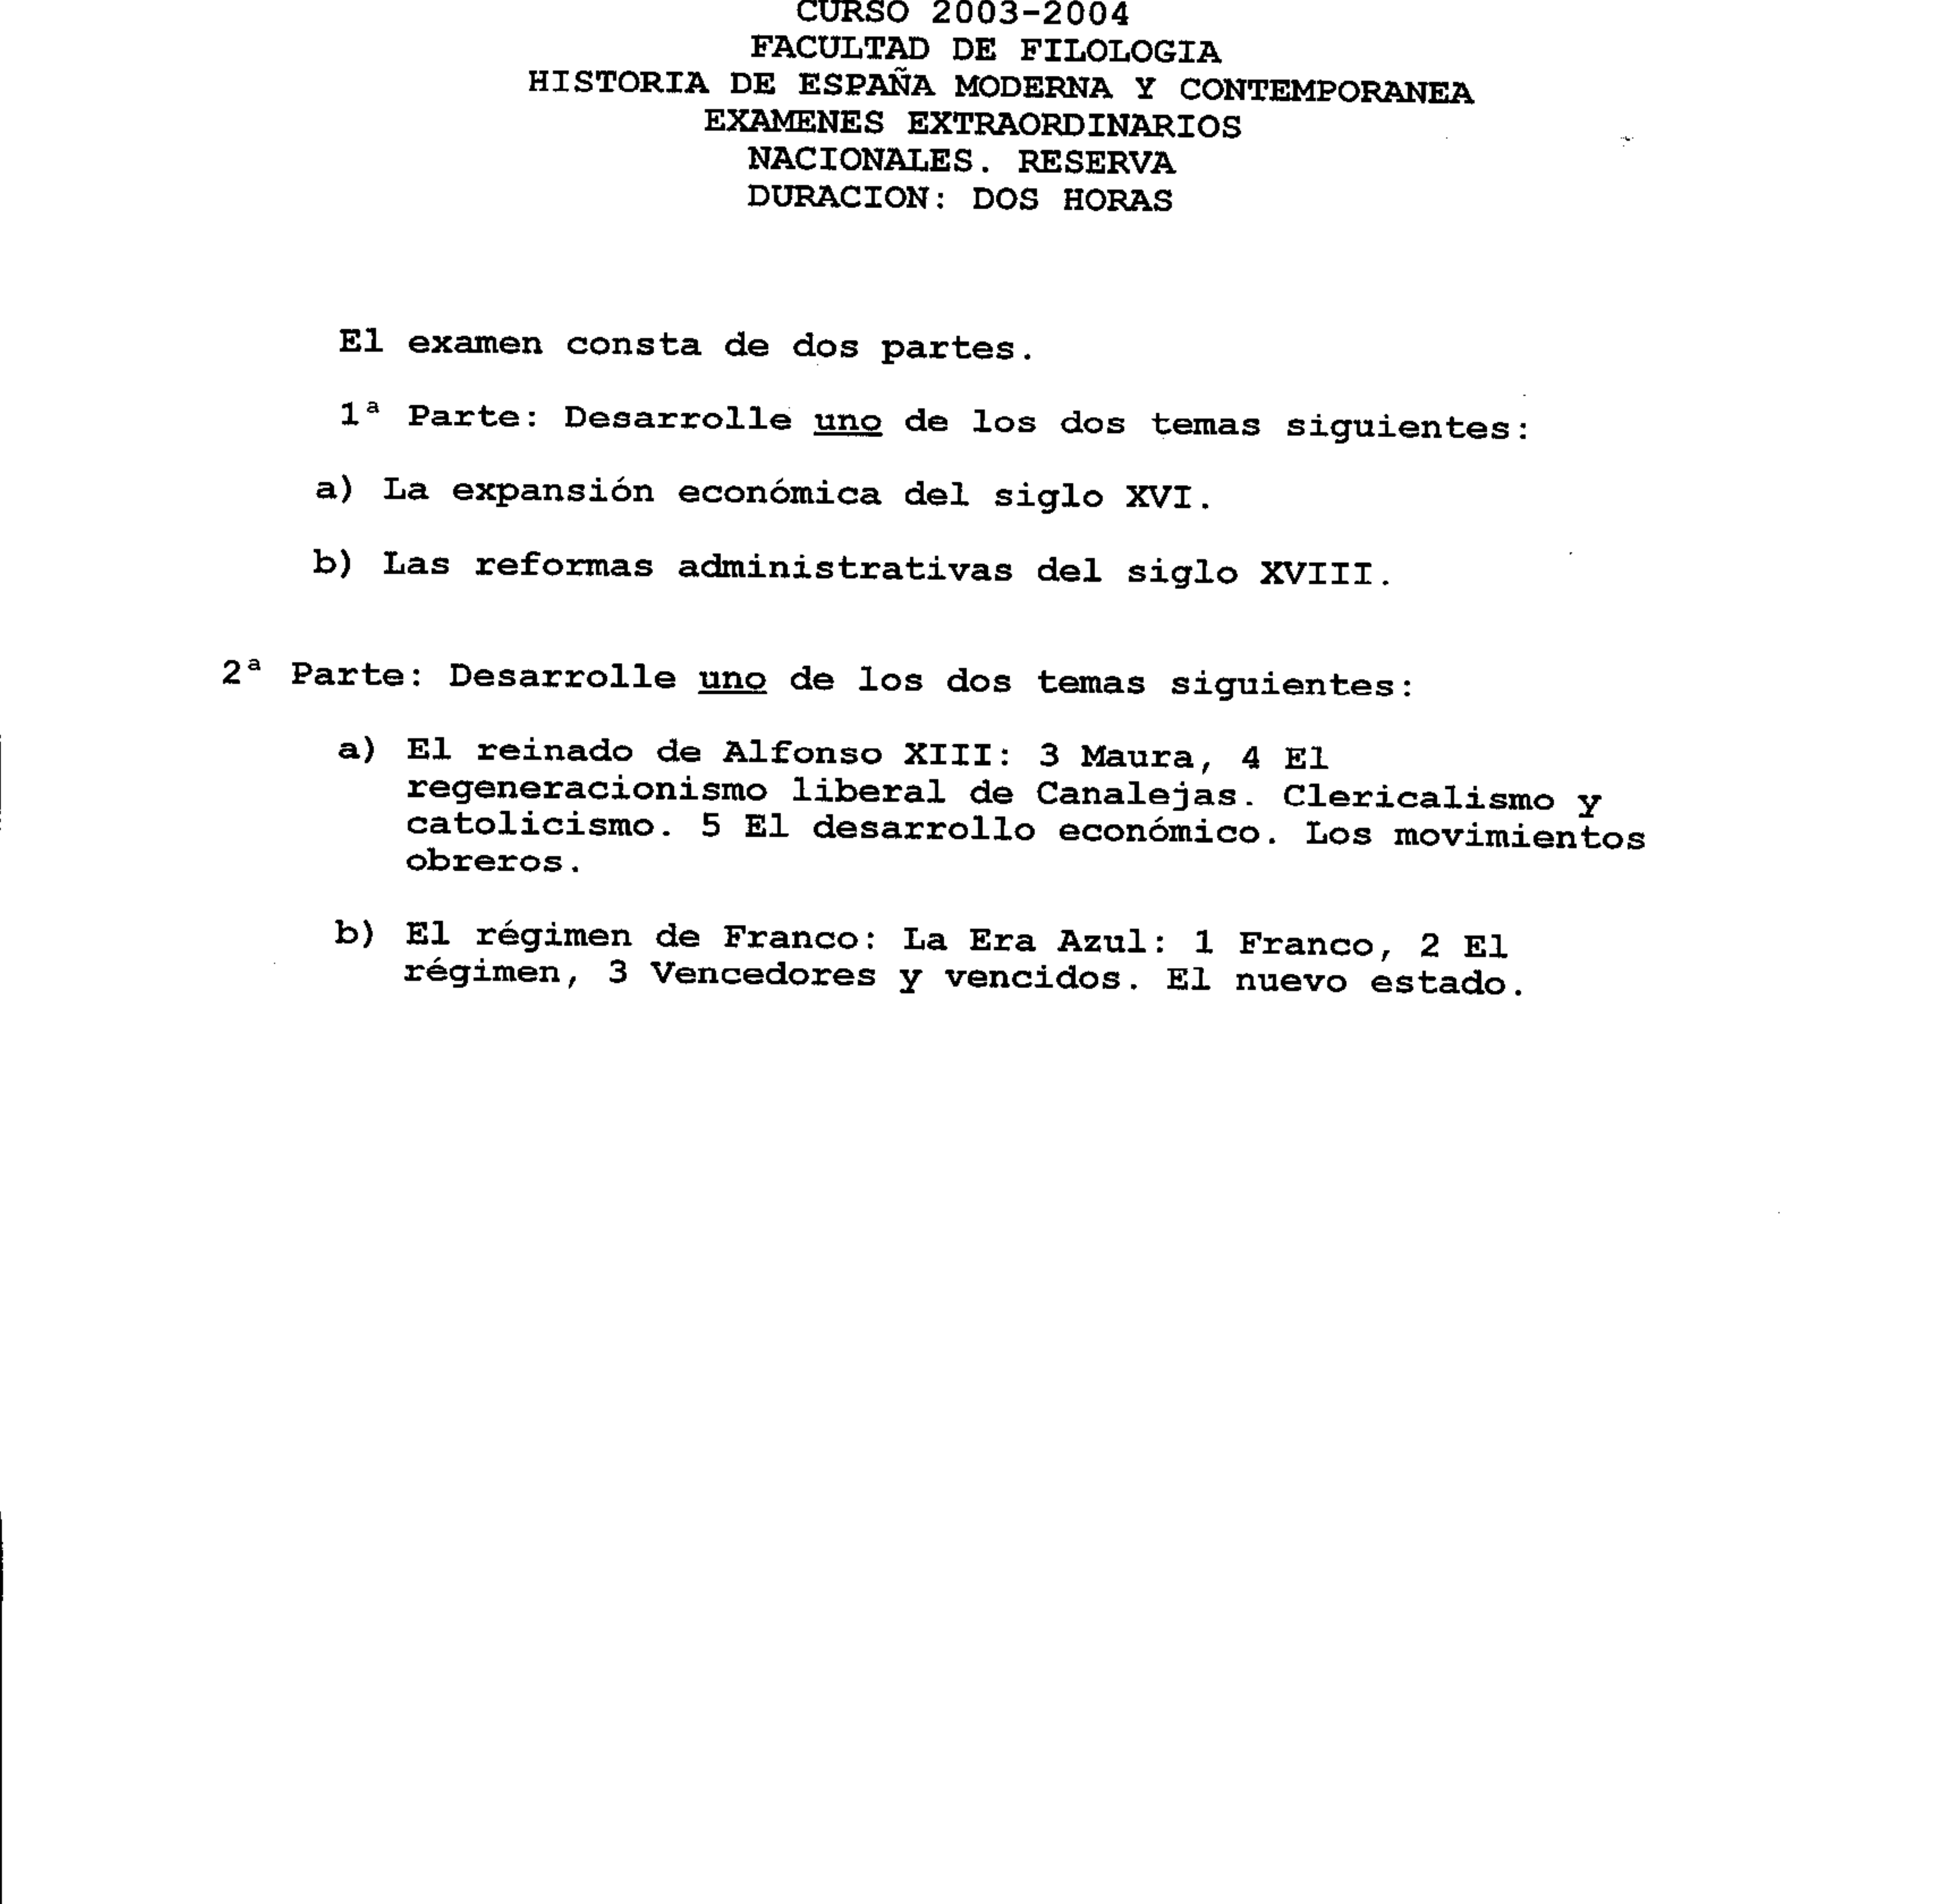 CURSO 2003-2004
FACULTAD DE FILOLOGIA
HISTORIA DE ESPAÑA MODERNA Y CONTEMPORANEA
EXAMENES EXTRAORDINARIOS
NACIONALES. RESERVA
DURACION: DOS HORAS
El examen consta de dos partes.
1ª Parte: Desarrolle uno de los dos temas siguientes:
a) La expansión económica del siglo XVI.
b) Las reformas administrativas del siglo XVIII.
2ª Parte: Desarrolle uno de los dos temas siguientes:
a) El reinado de Alfonso XIII: 3 Maura, 4 El
regeneracionismo liberal de Canalejas. Clericalismo y
catolicismo. 5 El desarrollo económico. Los movimientos
obreros.
b) El régimen de Franco: La Era Azul: 1 Franco, 2 El
régimen, 3 Vencedores y vencidos. El nuevo estado.